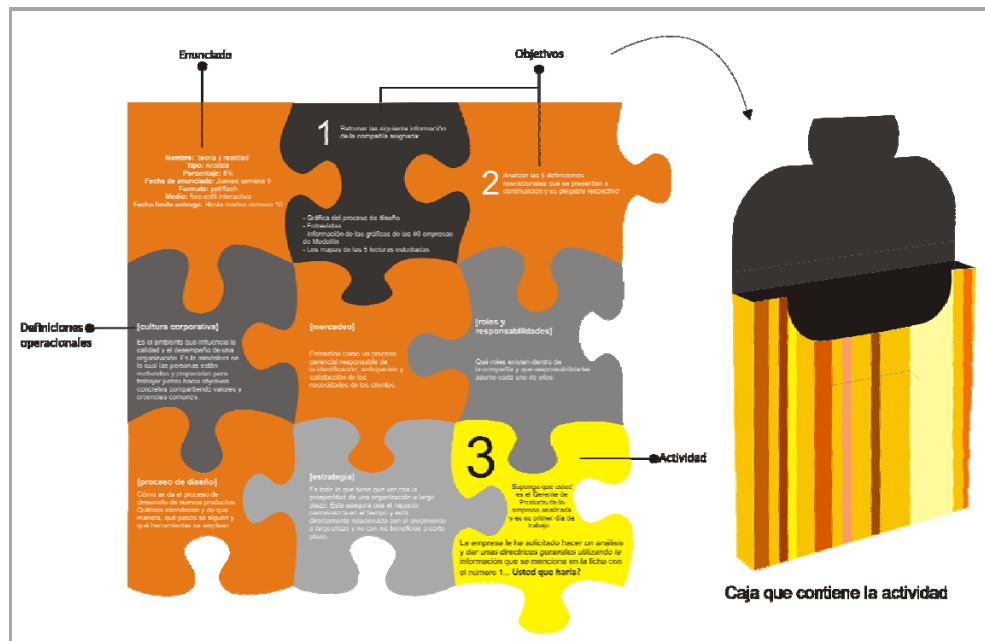 Enunciado
Objetivos
Nombre: Teoría y realidad
Tipo: Análisis
Porcentaje: 8%
Fecha de enunciado: Jueves semana 9
Formato: ppt/flash
Medio: foro-eafit interactiva
Fecha límite entrega: Hasta martes semana 10
1
Retomar las siguiente información
de la compañía asignada:
- Gráfica del proceso de diseño
- Entrevistas
- Información de las gráficas de las 40 empresas
de Medellín
- Los mapas de las 5 lecturas estudiadas
2
Analizar las 5 definiciones
operacionales que se presentan a
continuación y su plegable respectivo
Definiciones
operacionales
[cultura corporativa]
Es el ambiente que influencia la
calidad y el desempeño de una
organización. Es la atmósfera en
la cual las personas están
motivadas y preparadas para
trabajar juntas hacia objetivos
concretos compartiendo valores y
creencias comunes.
[mercadeo]
Entendido como un proceso
gerencial responsable de
la identificación, anticipación y
satisfacción de las
necesidades de los clientes.
[roles y
responsabilidades]
Qué roles existen dentro de
la compañía y que responsabilidades
asume cada uno de ellos.
[proceso de diseño]
Cómo se da el proceso de
desarrollo de nuevos productos.
Quiénes intervienen y de que
manera, qué pasos se siguen y
qué herramientas se emplean.
[estrategia]
Es todo lo que tiene que ver con la
prosperidad de una organización a largo
plazo. Esta asegura que el negocio
permanezca en el tiempo y está
directamente relacionada con el crecimiento
a largo plazo y no con los beneficios a corto
plazo.
3
Suponga que usted
es el Gerente de
Producto de la
empresa analizada
y es su primer día de
trabajo
La empresa le ha solicitado hacer un análisis
y dar unas directrices generales utilizando la
información que se menciona en la ficha con
el número 1... Usted que haría?
Actividad
Caja que contiene la actividad